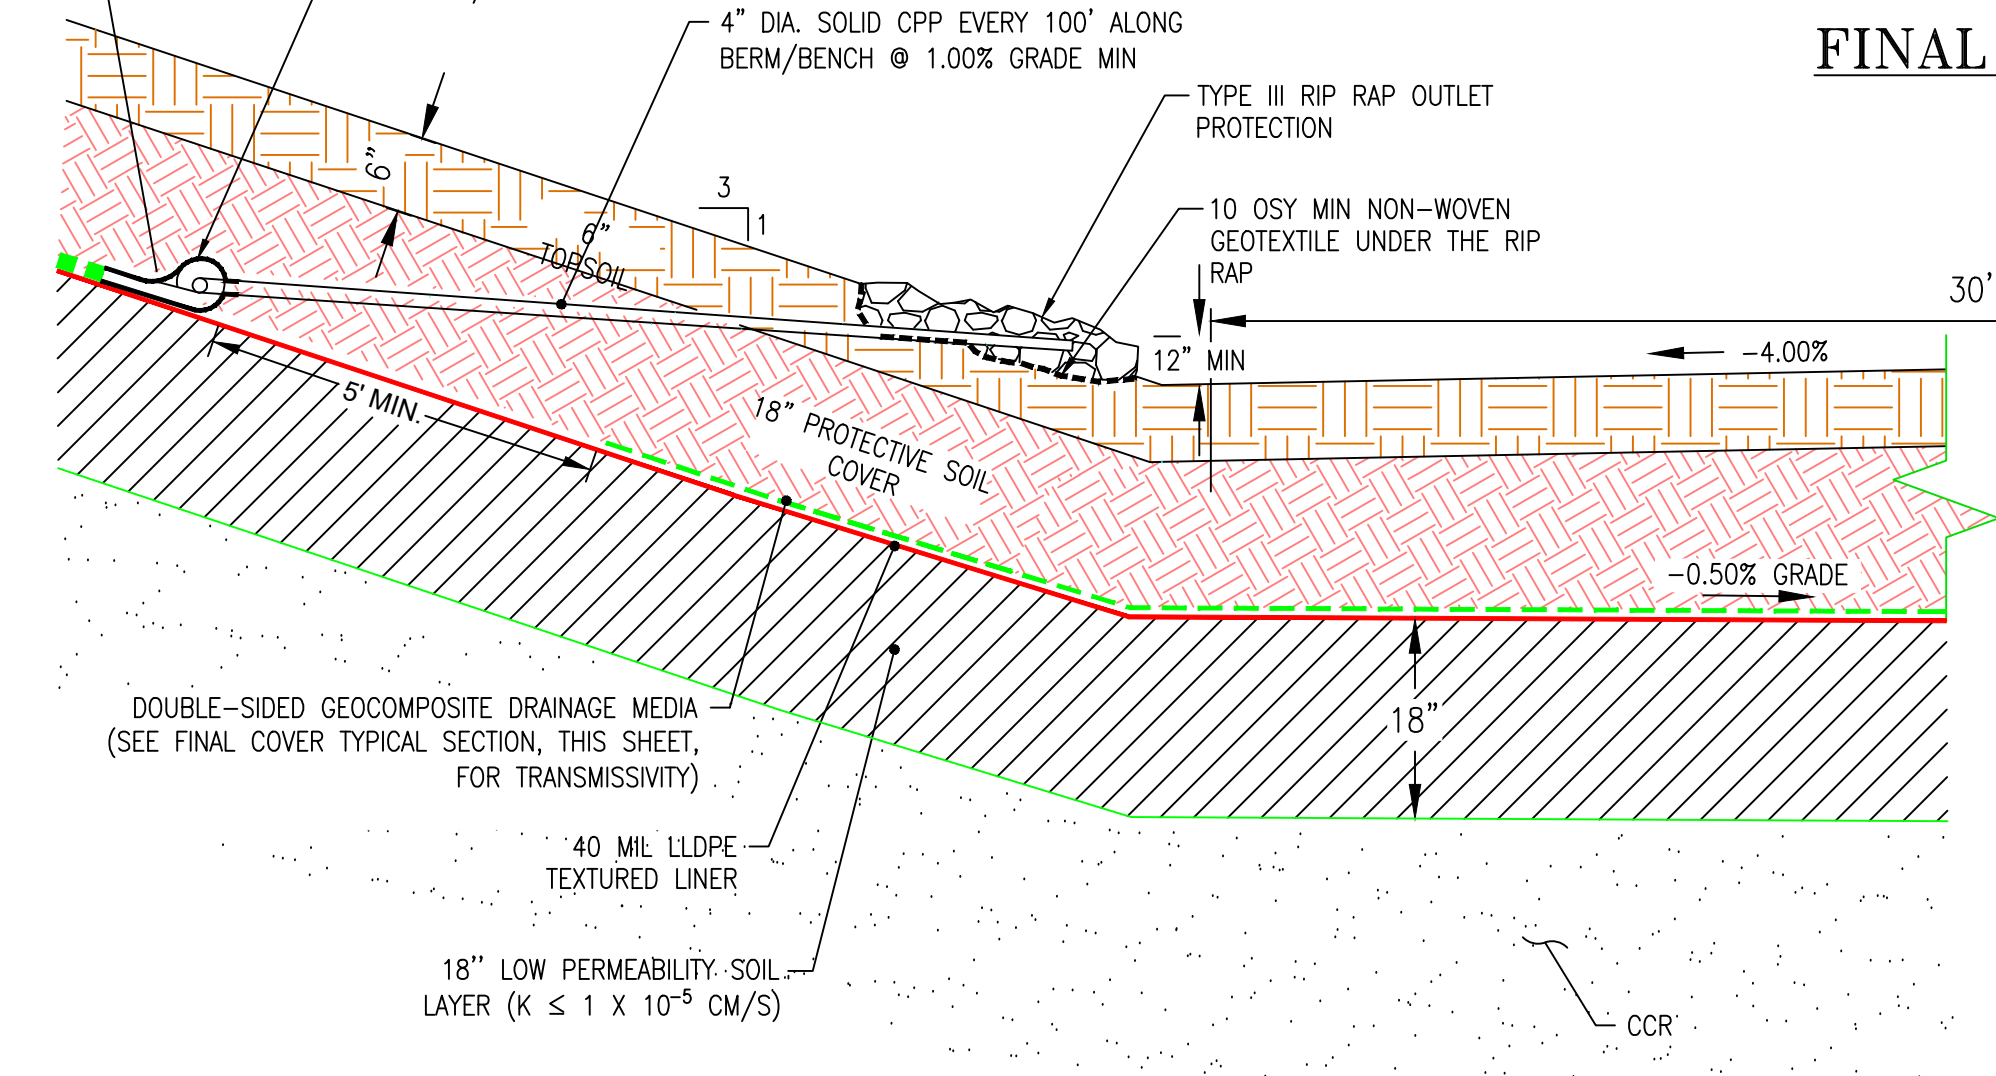 4" DIA. SOLID CPP EVERY 100' ALONG
BERM/BENCH @ 1.00% GRADE MIN
FINAL
TYPE III RIP RAP OUTLET
PROTECTION
10 OSY MIN NON-WOVEN
GEOTEXTILE UNDER THE RIP
RAP
6"
3
1
6"
TOPSOIL
30'
12" MIN
-4.00%
5' MIN.
18" PROTECTIVE SOIL
COVER
-0.50% GRADE
18"
DOUBLE-SIDED GEOCOMPOSITE DRAINAGE MEDIA
(SEE FINAL COVER TYPICAL SECTION, THIS SHEET,
FOR TRANSMISSIVITY)
40 MIL LLDPE
TEXTURED LINER
18" LOW PERMEABILITY SOIL
LAYER (K ≤ 1 X 10⁻⁵ CM/S)
CCR